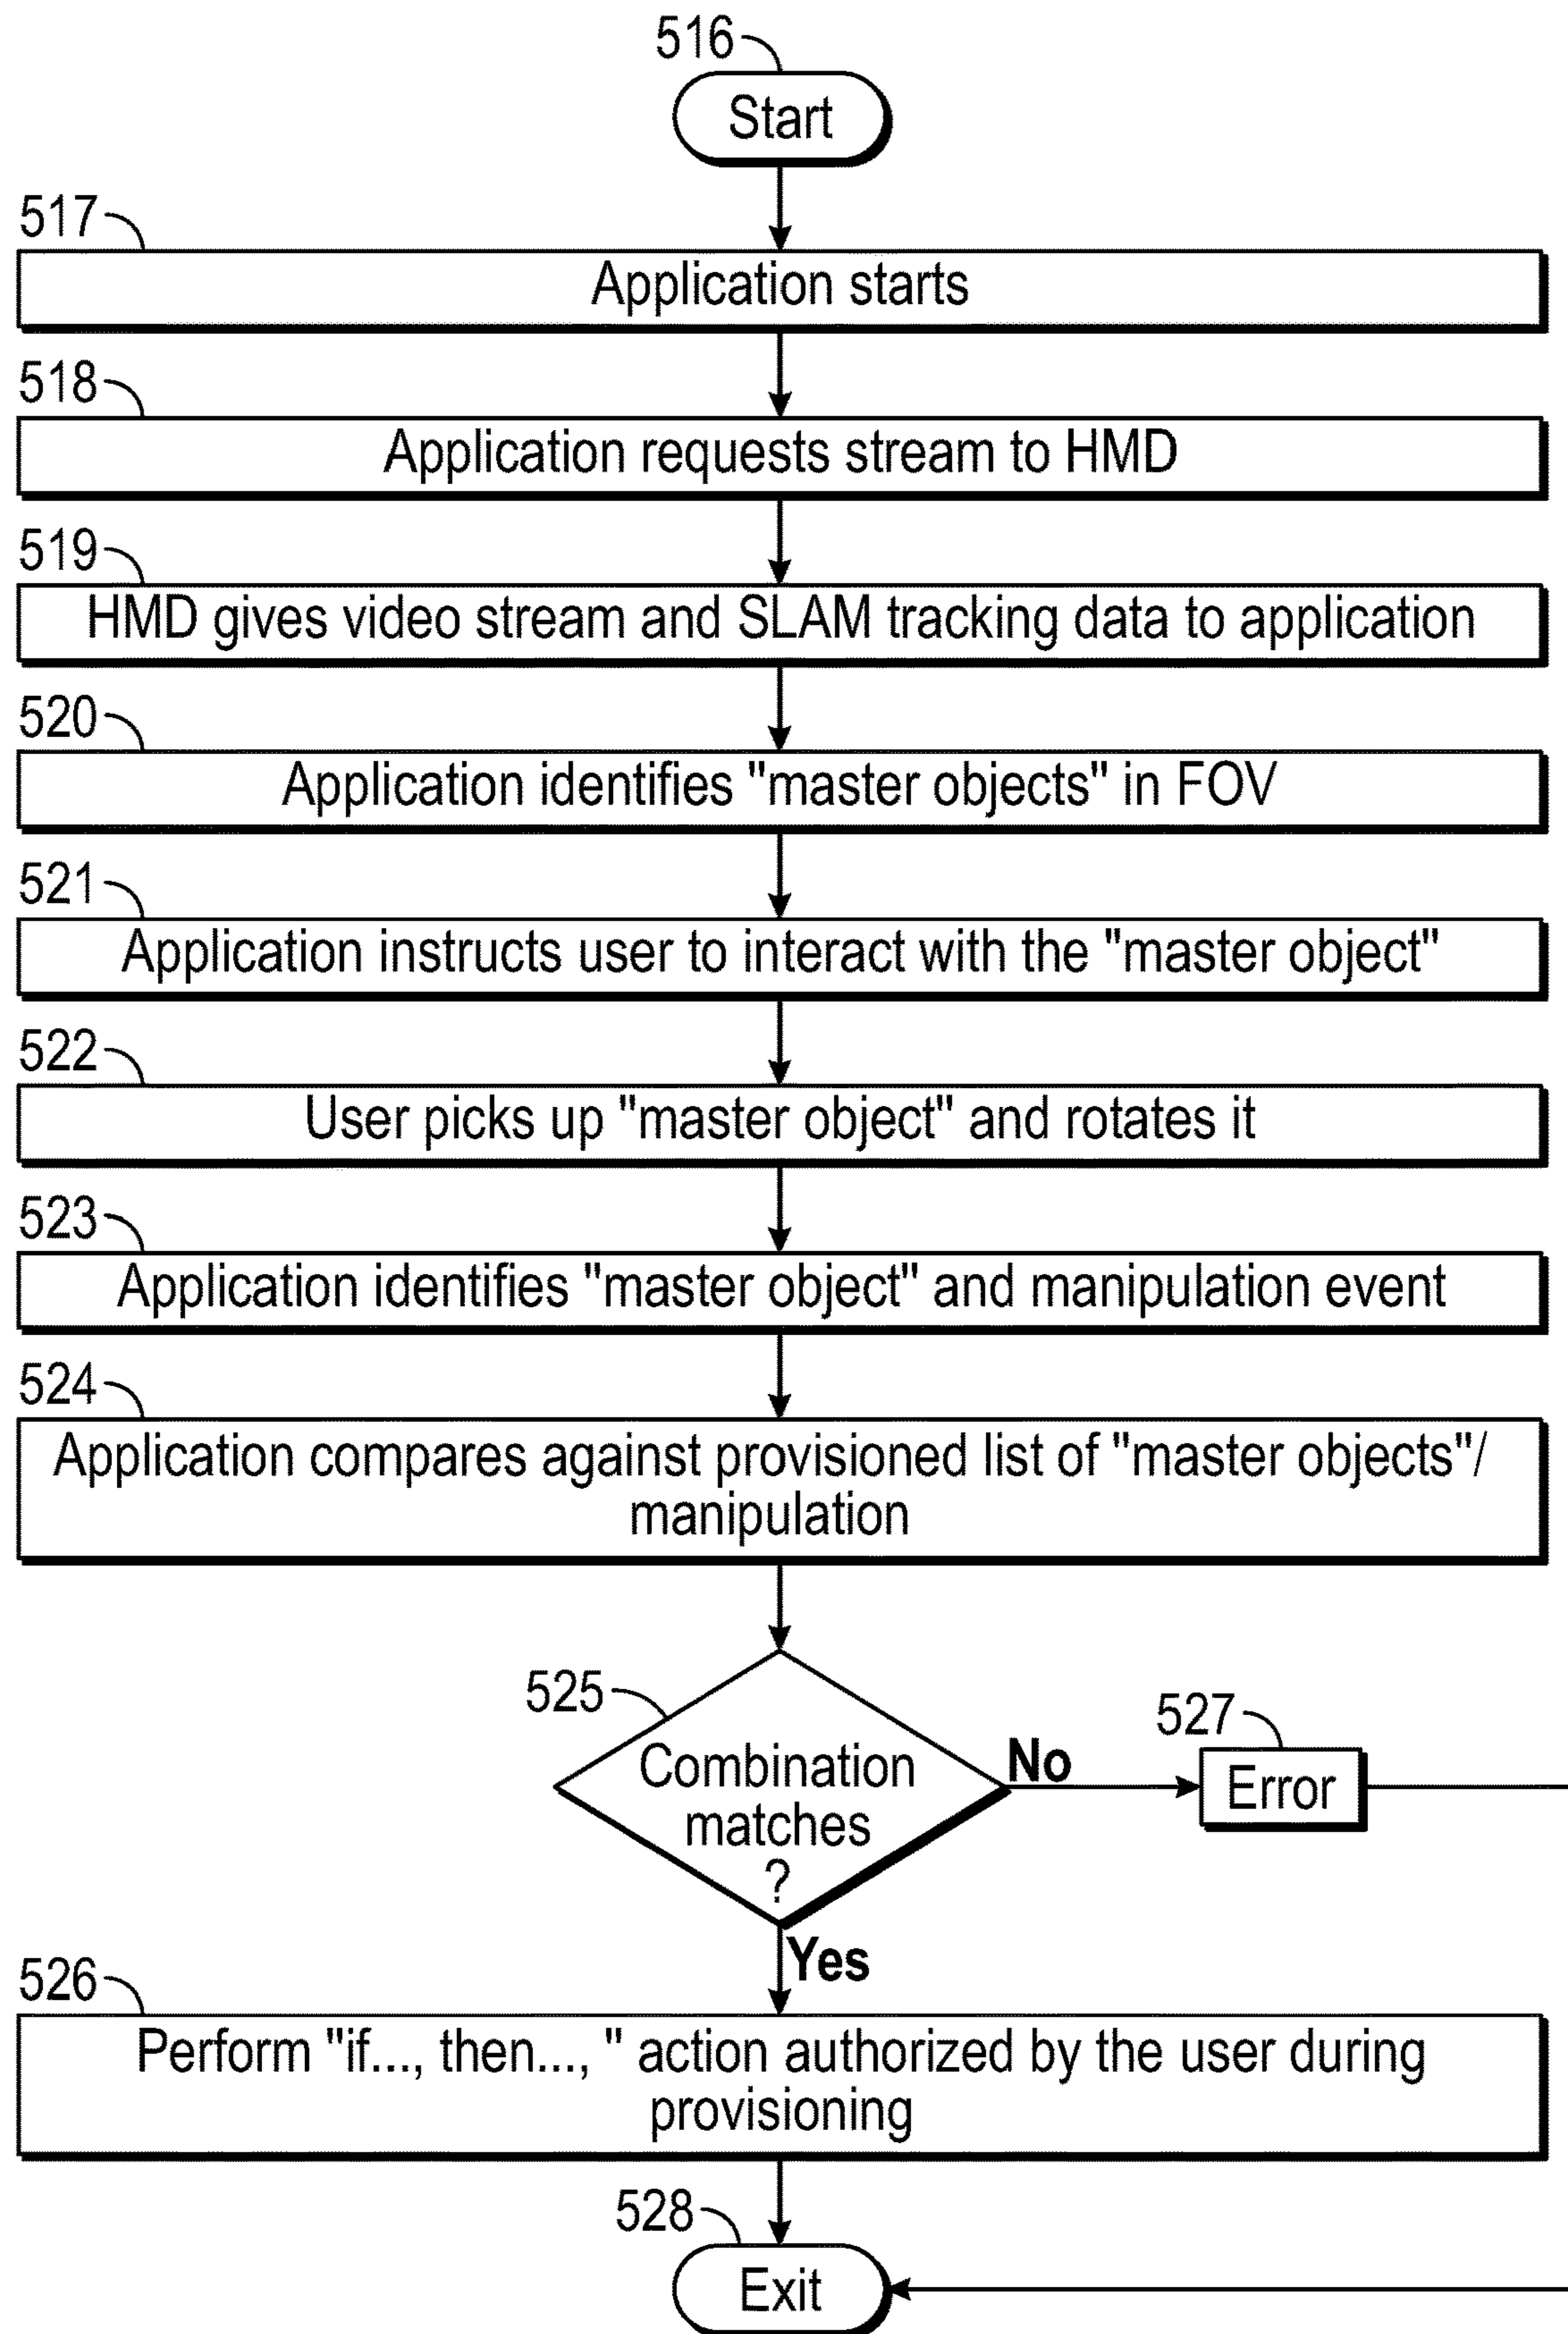 516
Start
517
Application starts
518
Application requests stream to HMD
519
HMD gives video stream and SLAM tracking data to application
520
Application identifies "master objects" in FOV
521
Application instructs user to interact with the "master object"
522
User picks up "master object" and rotates it
523
Application identifies "master object" and manipulation event
524
Application compares against provisioned list of "master objects"/
manipulation
525
Combination
matches
?
No
527
Error
Yes
526
Perform "if..., then..., " action authorized by the user during
provisioning
528
Exit